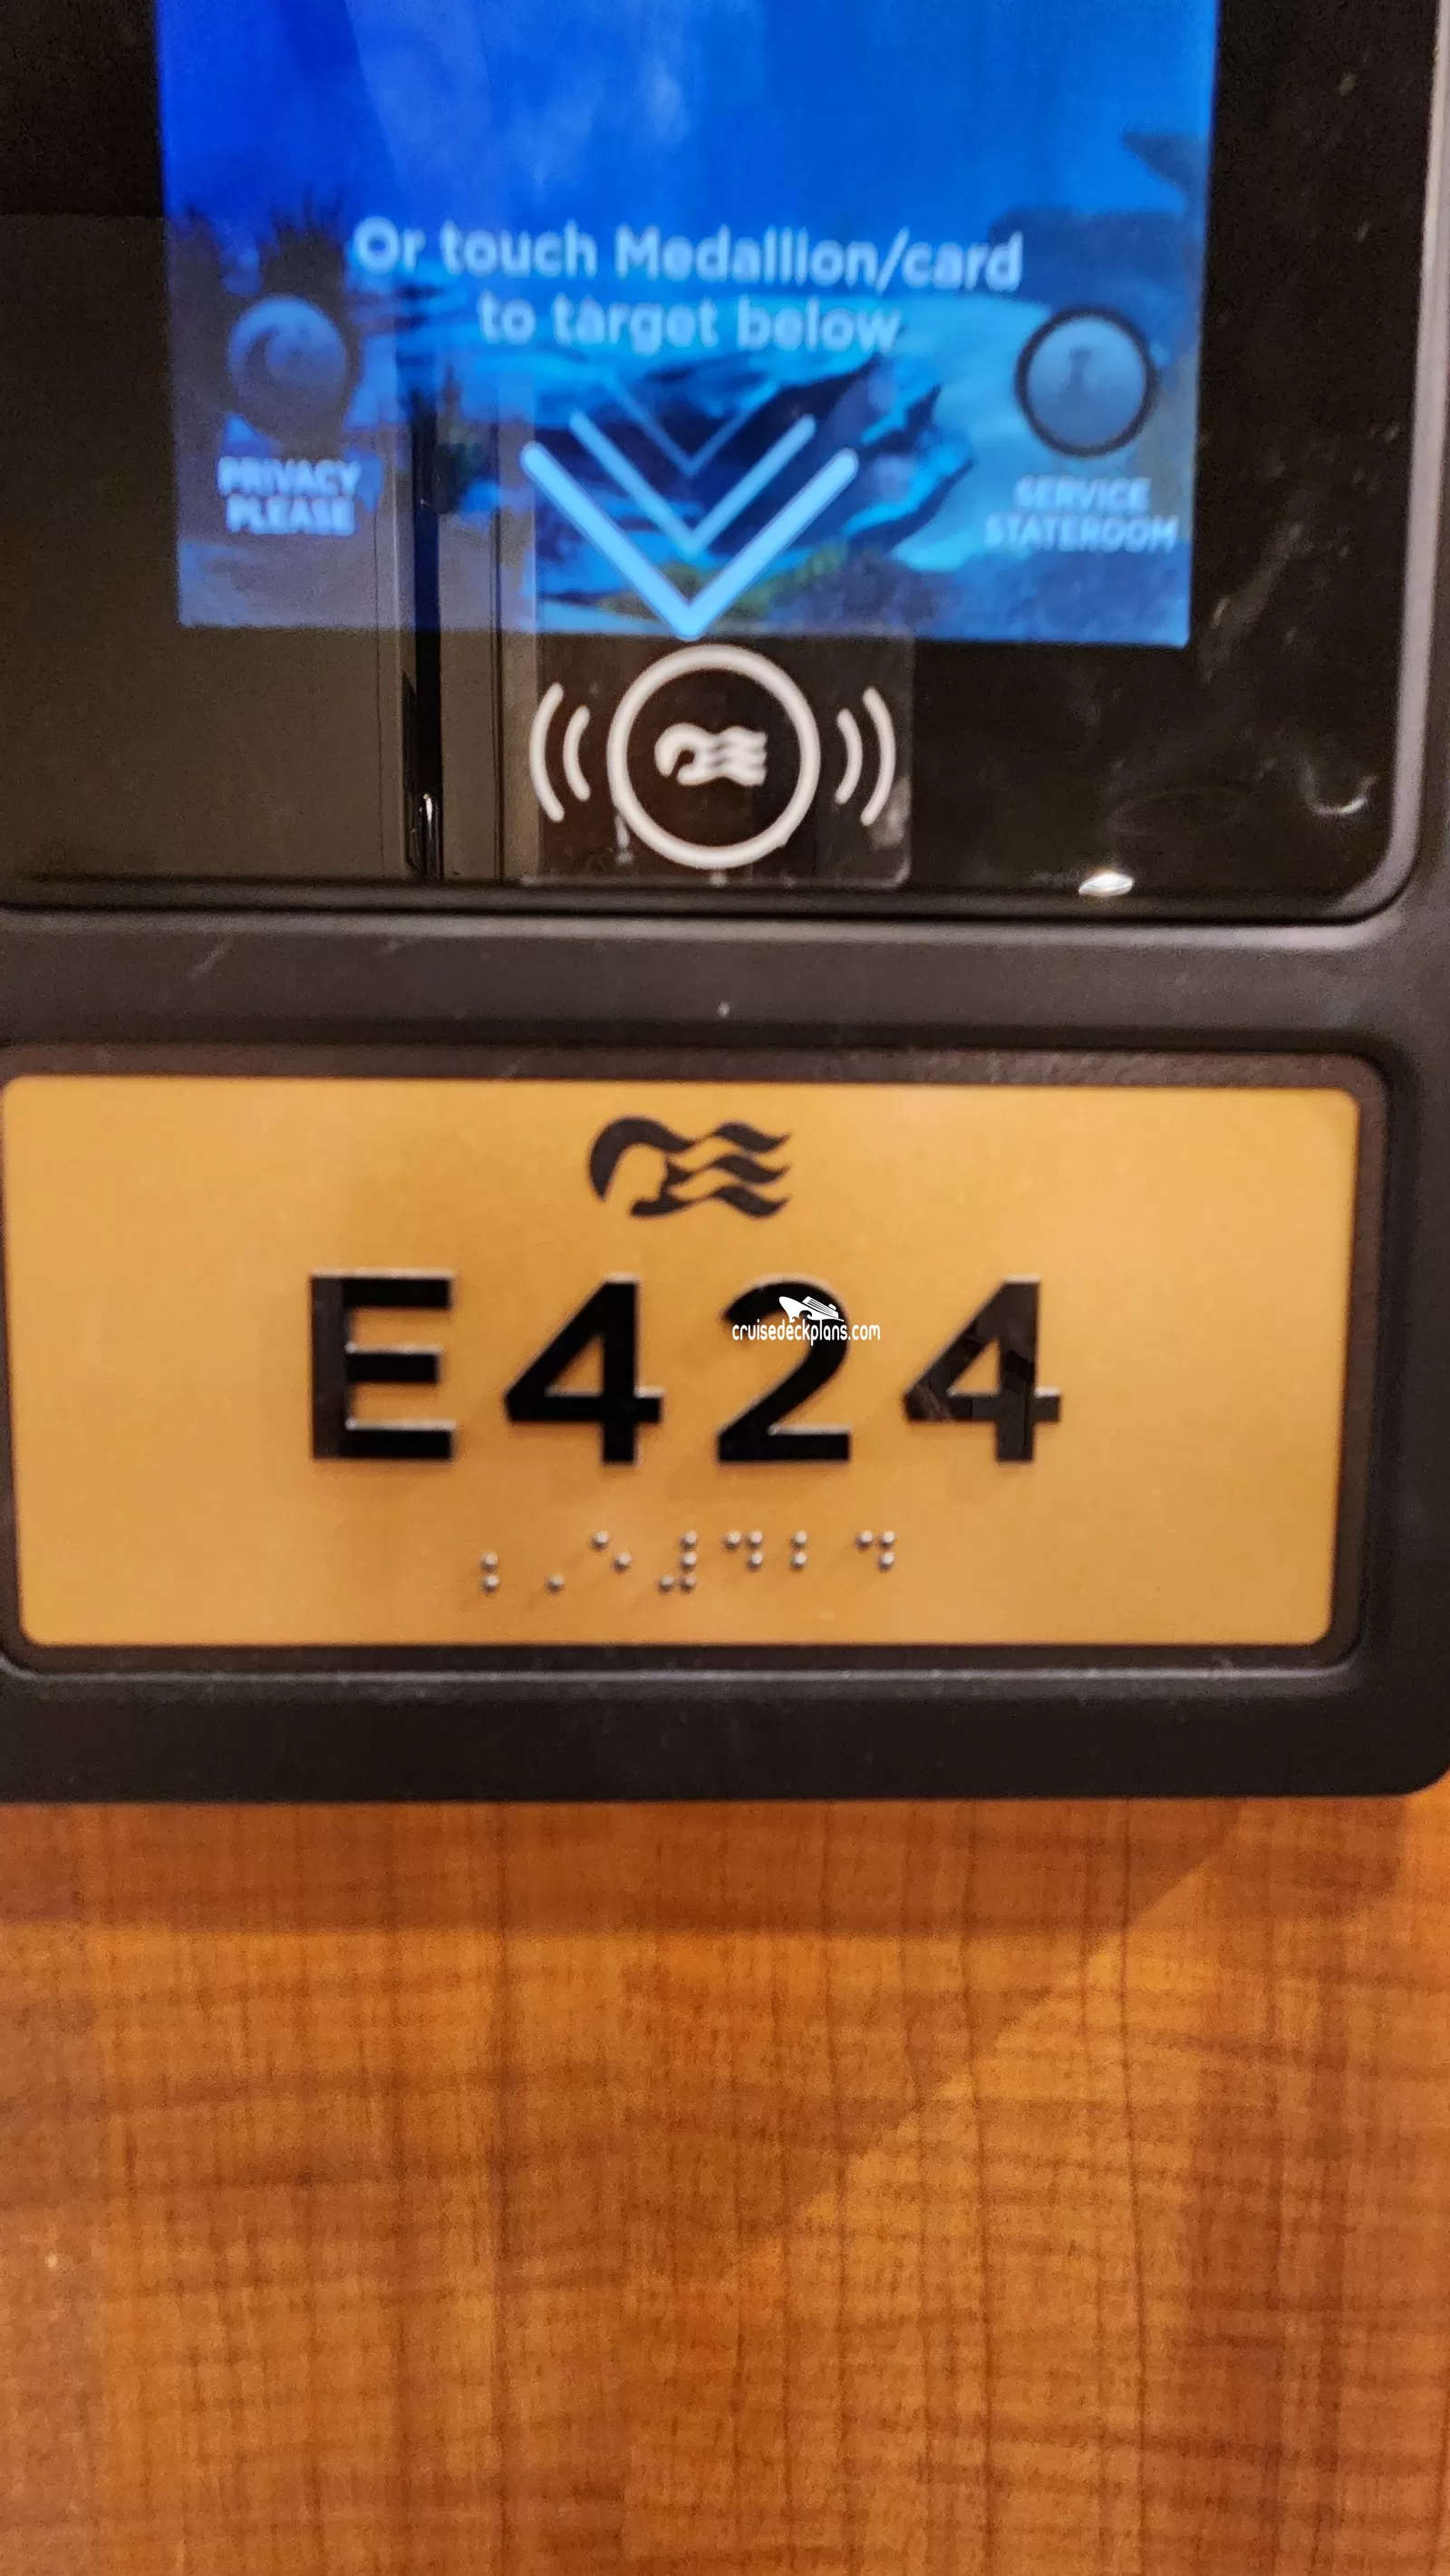 Or touch Medallion/card
to target below
PRIVACY
PLEASE
SERVICE
STATEROOM
E424
cruisedeckplans.com